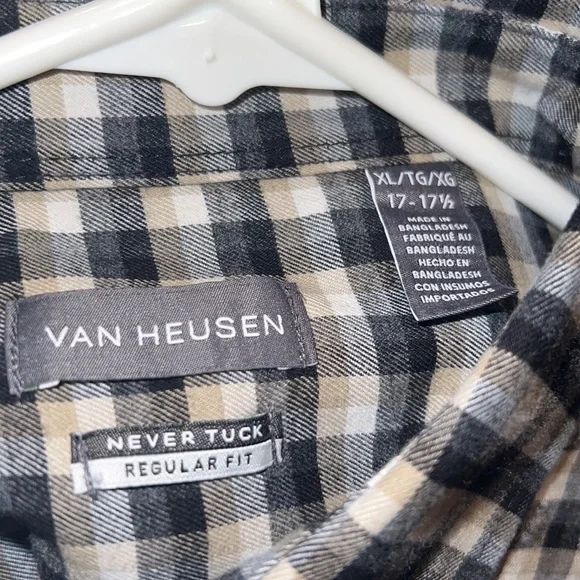 XL/TG/XG
17-17½
MADE IN
BANGLADESH
FABRIQUÉ AU
BANGLADESH
HECHO EN
BANGLADESH
CON INSUMOS
IMPORTADOS
VAN HEUSEN
NEVER TUCK
REGULAR FIT